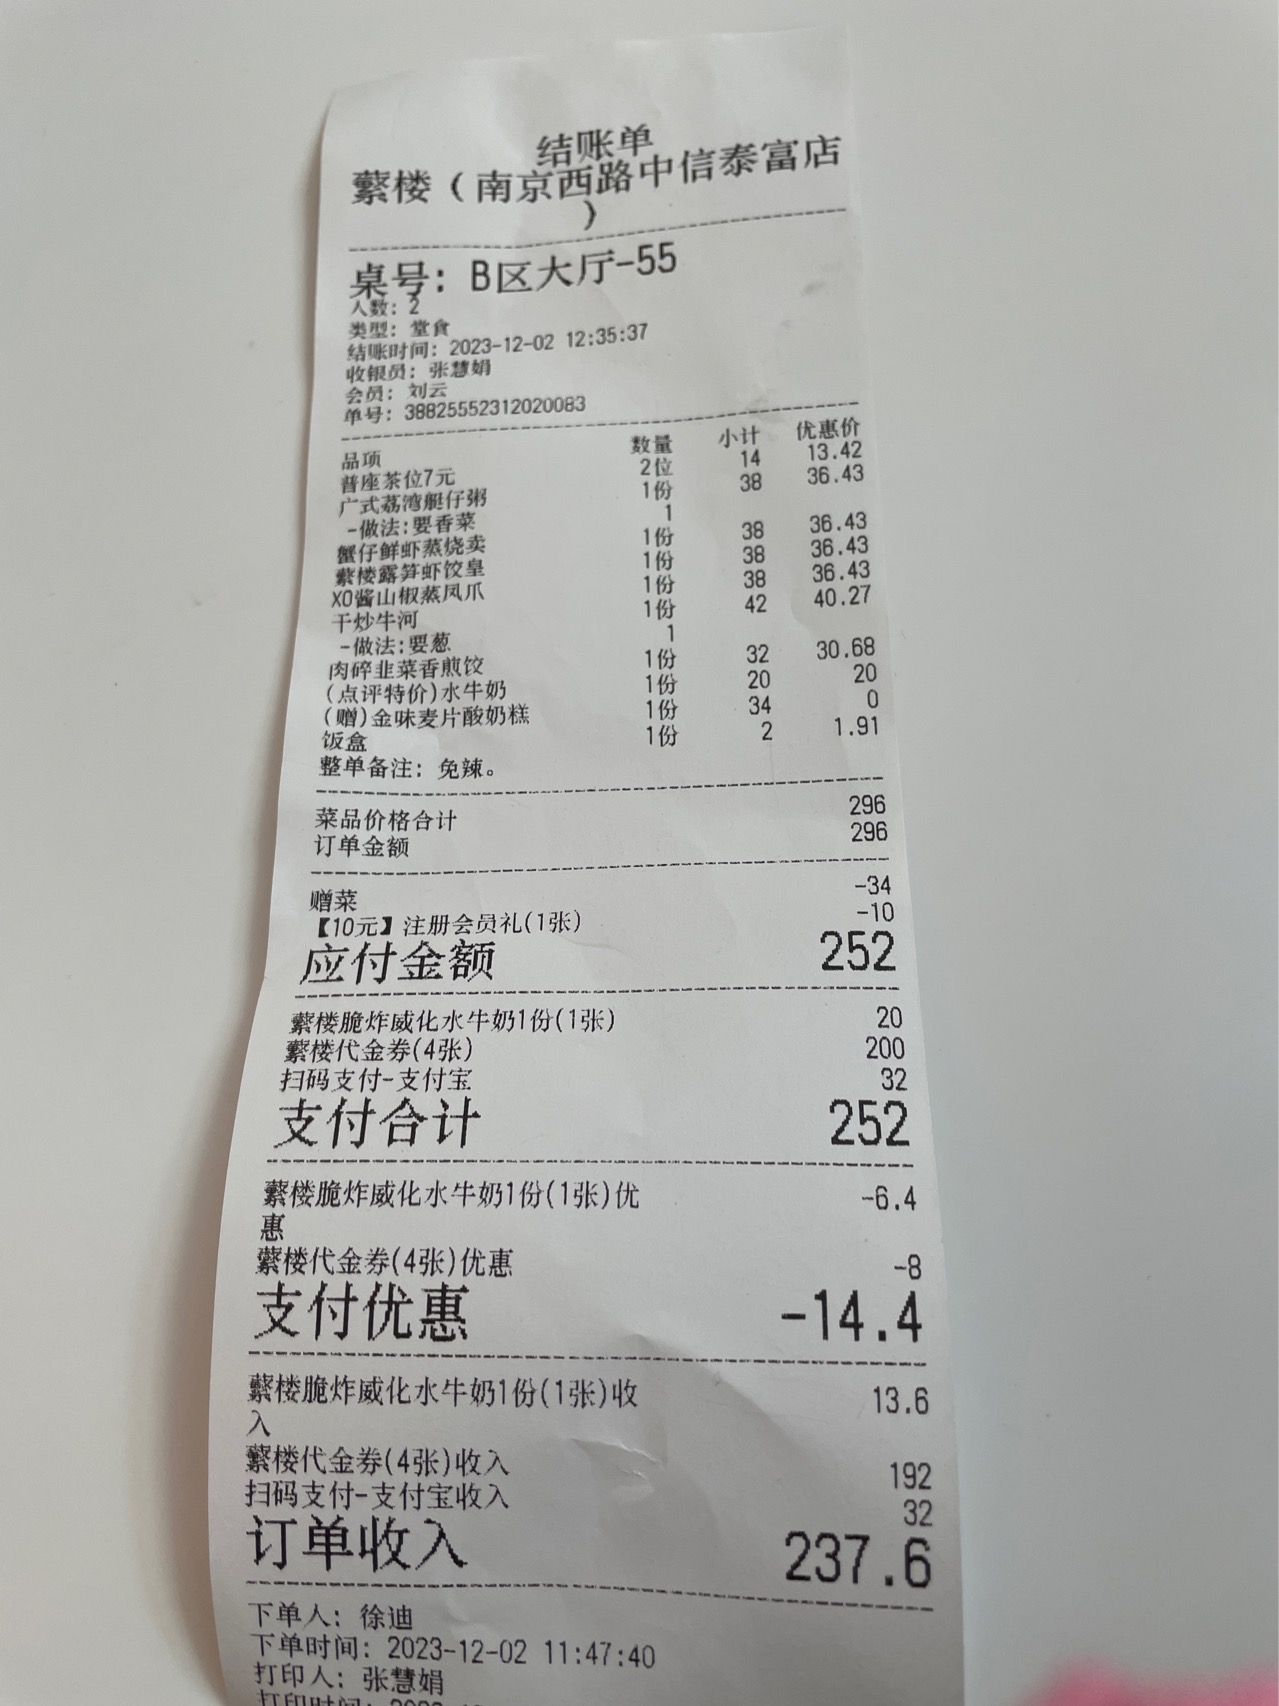 结账单
蘩楼（南京西路中信泰富店
）
桌号: B区大厅-55
人数: 2
类型: 堂食
结账时间: 2023-12-02 12:35:37
收银员: 张慧娟
会员: 刘云
单号: 38825552312020083
品项 数量 小计 优惠价
普座茶位7元 2位 14 13.42
广式荔湾艇仔粥 1份 38 36.43
-做法:要香菜 1
蟹仔鲜虾蒸烧卖 1份 38 36.43
蘩楼露笋虾饺皇 1份 38 36.43
XO酱山椒蒸凤爪 1份 38 36.43
干炒牛河 1份 42 40.27
-做法:要葱 1
肉碎韭菜香煎饺 1份 32 30.68
(点评特价)水牛奶 1份 20 20
(赠)金味麦片酸奶糕 1份 34 0
饭盒 1份 2 1.91
整单备注: 免辣。
菜品价格合计 296
订单金额 296
赠菜 -34
【10元】注册会员礼(1张) -10
应付金额 252
蘩楼脆炸威化水牛奶1份(1张) 20
蘩楼代金券(4张) 200
扫码支付-支付宝 32
支付合计 252
蘩楼脆炸威化水牛奶1份(1张)优 -6.4
惠
蘩楼代金券(4张)优惠 -8
支付优惠 -14.4
蘩楼脆炸威化水牛奶1份(1张)收 13.6
入
蘩楼代金券(4张)收入 192
扫码支付-支付宝收入 32
订单收入 237.6
下单人: 徐迪
下单时间: 2023-12-02 11:47:40
打印人: 张慧娟
打印时间: